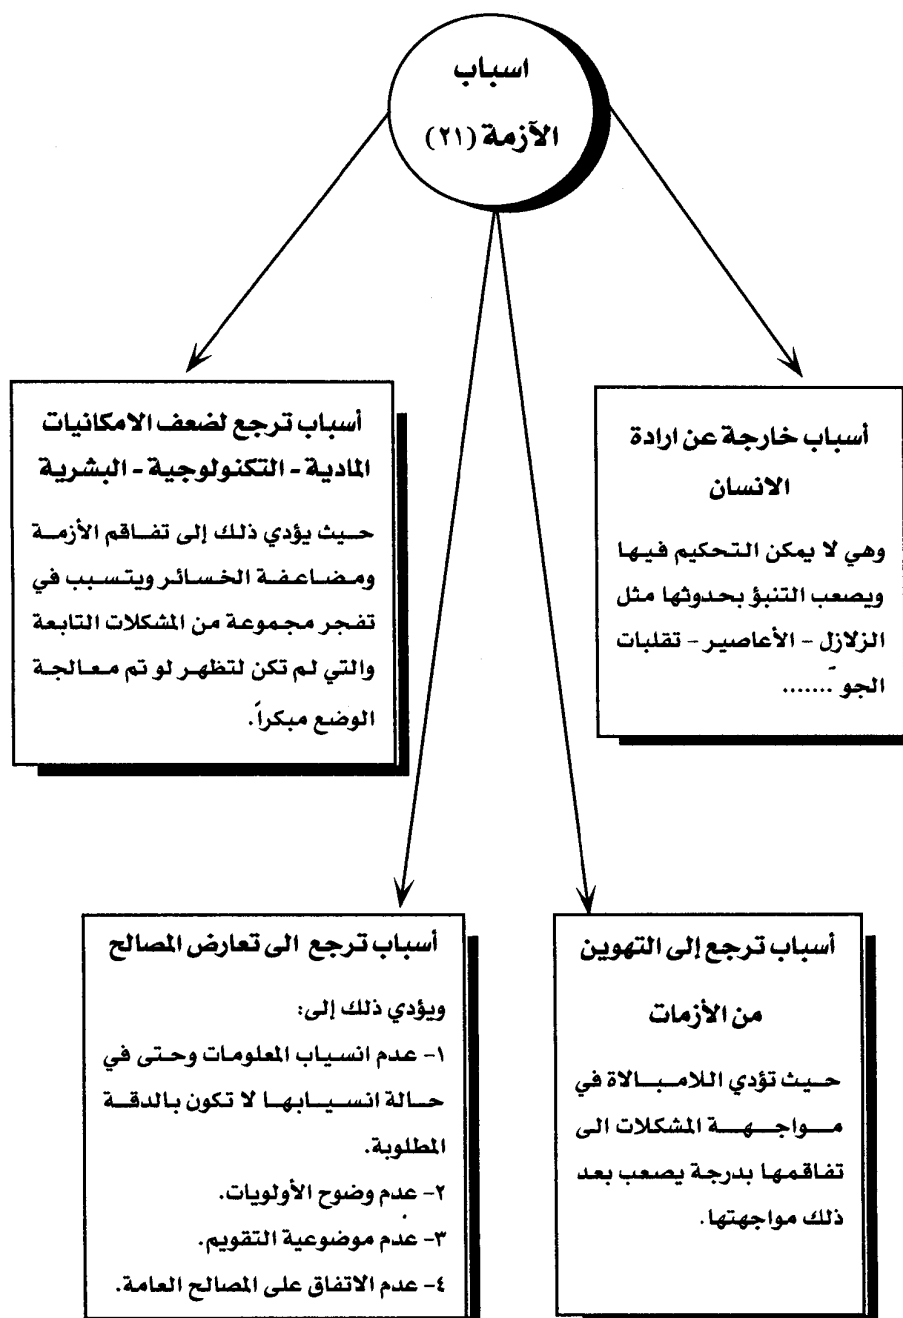 اسباب
الآزمة (٢١)
أسباب خارجة عن ارادة
الانسان
وهي لا يمكن التحكيم فيها
ويصعب التنبؤ بحدوثها مثل
الزلازل - الأعاصير - تقلبات
الجو .......
أسباب ترجع لضعف الامكانيات
المادية - التكنولوجية - البشرية
حيث يؤدي ذلك إلى تفاقم الأزمة
ومضاعفة الخسائر ويتسبب في
تفجر مجموعة من المشكلات التابعة
والتي لم تكن لتظهر لو تم معالجة
الوضع مبكراً.
أسباب ترجع إلى التهوين
من الأزمات
حيث تؤدي اللامبالاة في
مواجهة المشكلات الى
تفاقمها بدرجة يصعب بعد
ذلك مواجهتها.
أسباب ترجع الى تعارض المصالح
ويؤدي ذلك إلى:
١- عدم انسياب المعلومات وحتى في
حالة انسيابها لا تكون بالدقة
المطلوبة.
٢- عدم وضوح الأولويات.
٣- عدم موضوعية التقويم.
٤- عدم الاتفاق على المصالح العامة.